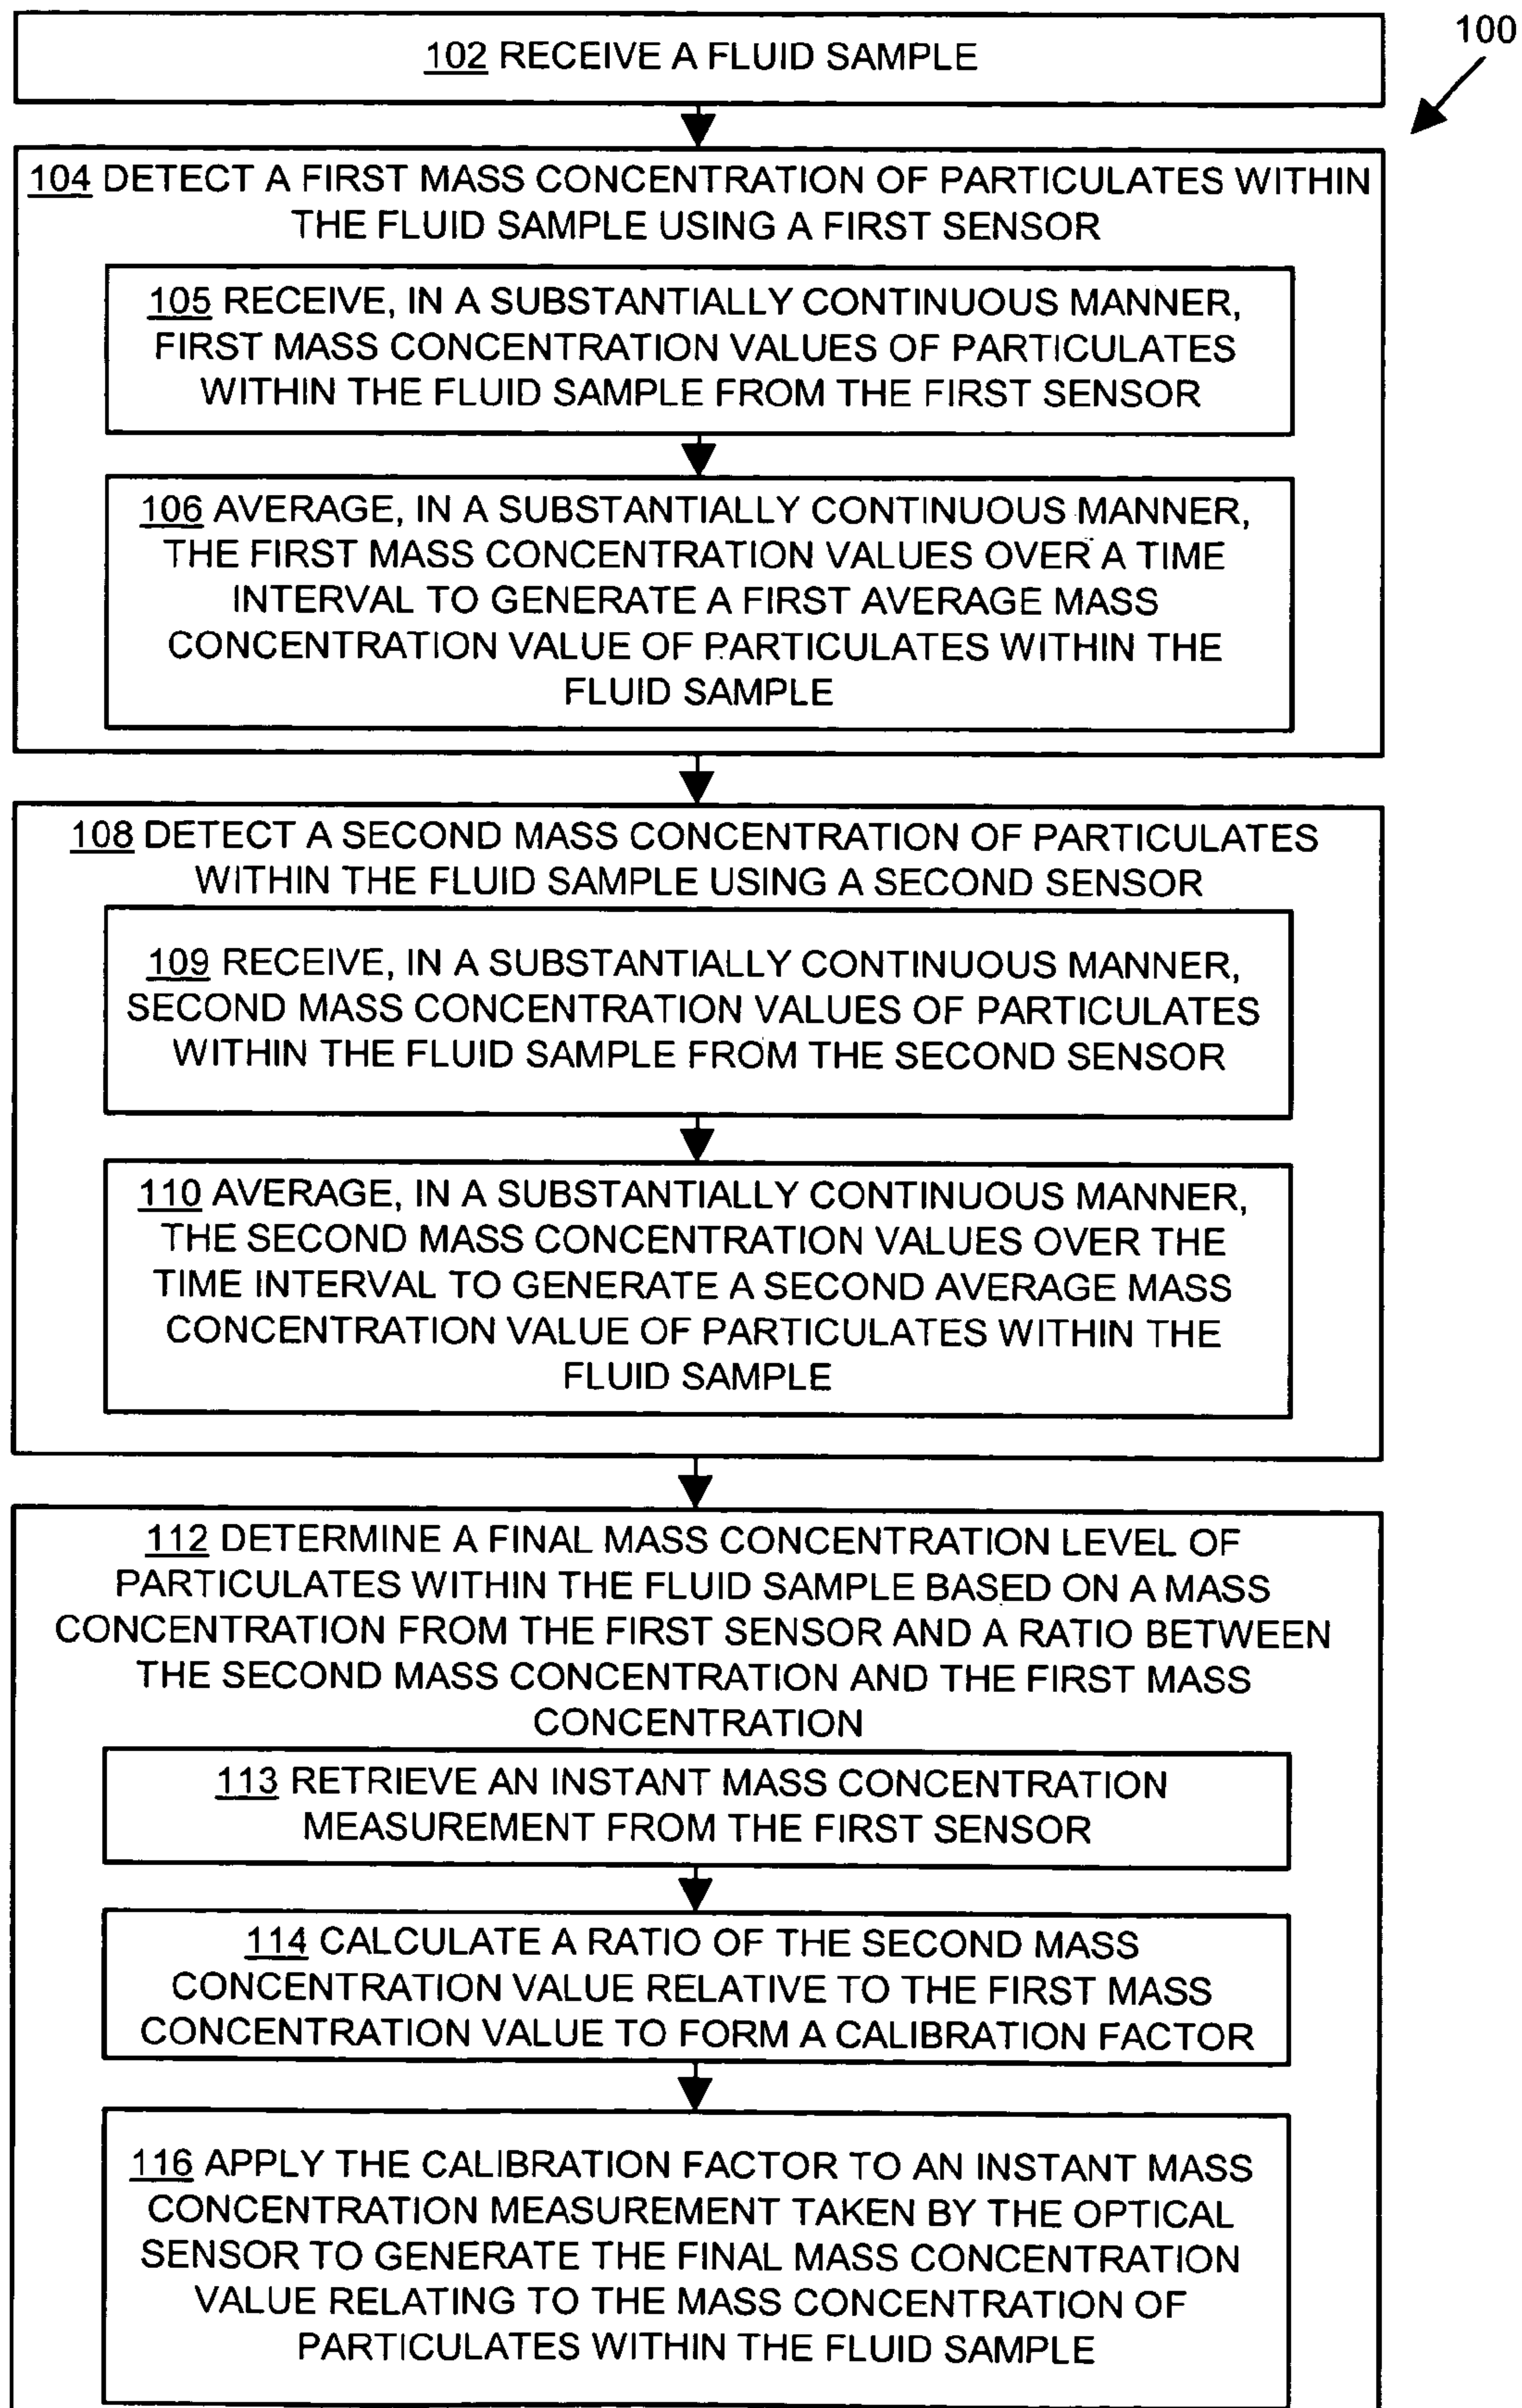 100
102 RECEIVE A FLUID SAMPLE
104 DETECT A FIRST MASS CONCENTRATION OF PARTICULATES WITHIN
THE FLUID SAMPLE USING A FIRST SENSOR
105 RECEIVE, IN A SUBSTANTIALLY CONTINUOUS MANNER,
FIRST MASS CONCENTRATION VALUES OF PARTICULATES
WITHIN THE FLUID SAMPLE FROM THE FIRST SENSOR
106 AVERAGE, IN A SUBSTANTIALLY CONTINUOUS MANNER,
THE FIRST MASS CONCENTRATION VALUES OVER A TIME
INTERVAL TO GENERATE A FIRST AVERAGE MASS
CONCENTRATION VALUE OF PARTICULATES WITHIN THE
FLUID SAMPLE
108 DETECT A SECOND MASS CONCENTRATION OF PARTICULATES
WITHIN THE FLUID SAMPLE USING A SECOND SENSOR
109 RECEIVE, IN A SUBSTANTIALLY CONTINUOUS MANNER,
SECOND MASS CONCENTRATION VALUES OF PARTICULATES
WITHIN THE FLUID SAMPLE FROM THE SECOND SENSOR
110 AVERAGE, IN A SUBSTANTIALLY CONTINUOUS MANNER,
THE SECOND MASS CONCENTRATION VALUES OVER THE
TIME INTERVAL TO GENERATE A SECOND AVERAGE MASS
CONCENTRATION VALUE OF PARTICULATES WITHIN THE
FLUID SAMPLE
112 DETERMINE A FINAL MASS CONCENTRATION LEVEL OF
PARTICULATES WITHIN THE FLUID SAMPLE BASED ON A MASS
CONCENTRATION FROM THE FIRST SENSOR AND A RATIO BETWEEN
THE SECOND MASS CONCENTRATION AND THE FIRST MASS
CONCENTRATION
113 RETRIEVE AN INSTANT MASS CONCENTRATION
MEASUREMENT FROM THE FIRST SENSOR
114 CALCULATE A RATIO OF THE SECOND MASS
CONCENTRATION VALUE RELATIVE TO THE FIRST MASS
CONCENTRATION VALUE TO FORM A CALIBRATION FACTOR
116 APPLY THE CALIBRATION FACTOR TO AN INSTANT MASS
CONCENTRATION MEASUREMENT TAKEN BY THE OPTICAL
SENSOR TO GENERATE THE FINAL MASS CONCENTRATION
VALUE RELATING TO THE MASS CONCENTRATION OF
PARTICULATES WITHIN THE FLUID SAMPLE